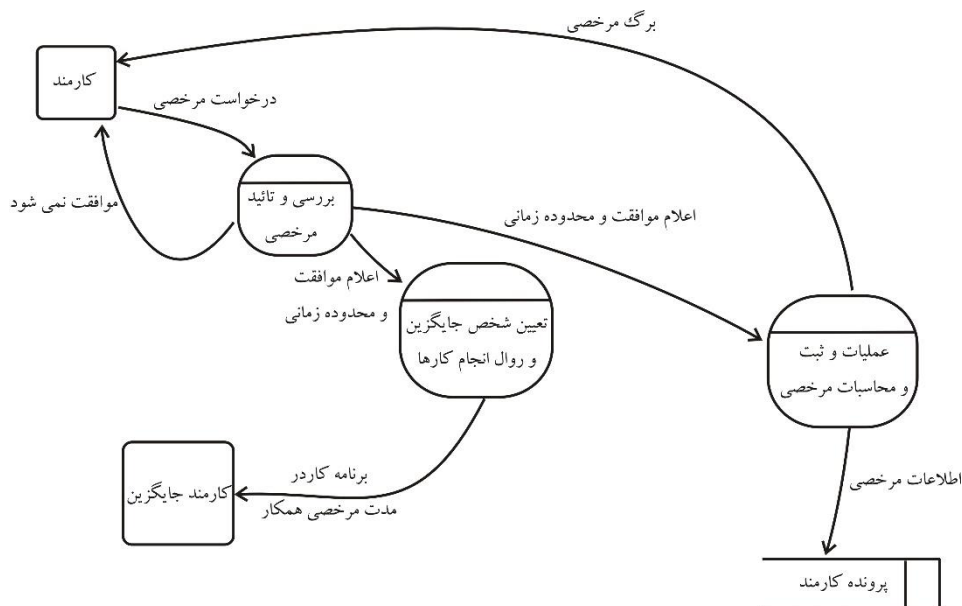 برگ مرخصی
کارمند
درخواست مرخصی
موافقت نمی شود
بررسی و تائید
مرخصی
اعلام موافقت و محدوده زمانی
اعلام موافقت
و محدوده زمانی
تعیین شخص جایگزین
و روال انجام کارها
عملیات و ثبت
و محاسبات مرخصی
برنامه کاردر
مدت مرخصی همکار
کارمند جایگزین
اطلاعات مرخصی
پرونده کارمند